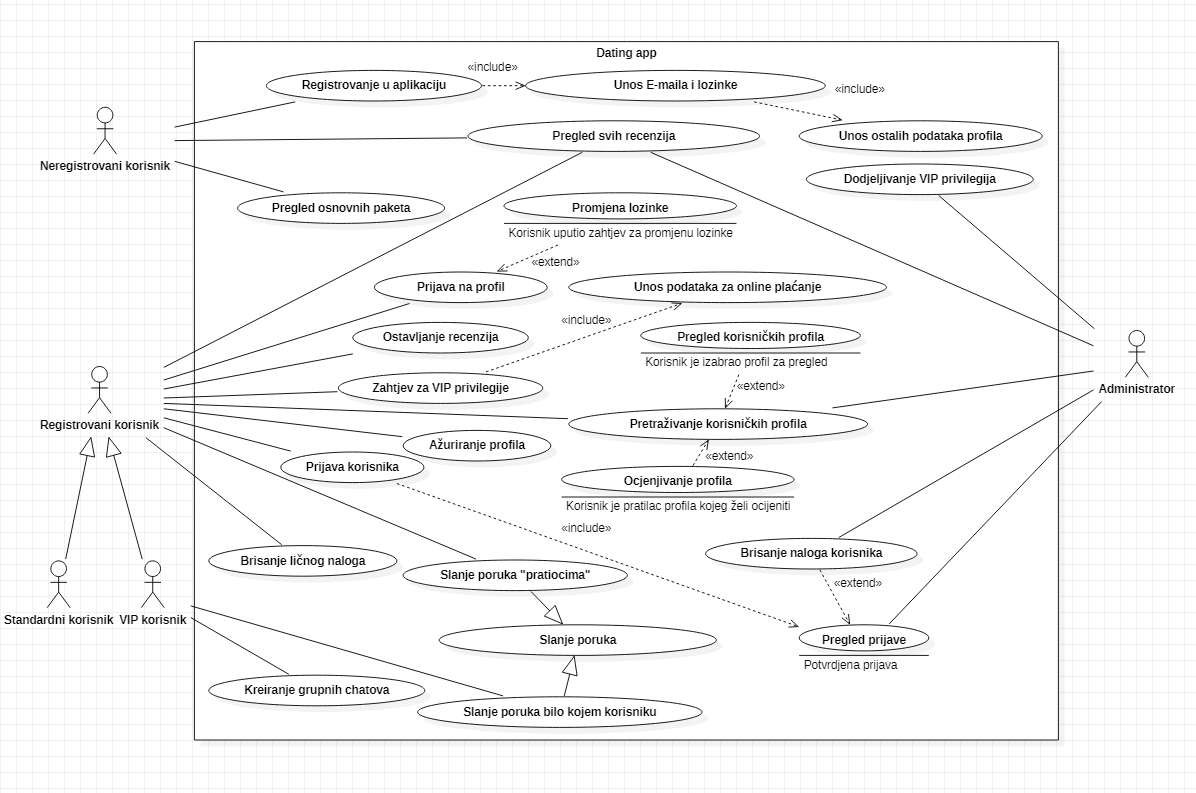 Dating app
«include»
Registrovanje u aplikaciju
Unos E-maila i lozinke
«include»
Pregled svih recenzija
Unos ostalih podataka profila
Neregistrovani korisnik
Dodjeljivanje VIP privilegija
Pregled osnovnih paketa
Promjena lozinke
Korisnik uputio zahtjev za promjenu lozinke
«extend»
Prijava na profil
Unos podataka za online plaćanje
«include»
Ostavljanje recenzija
Pregled korisničkih profila
Korisnik je izabrao profil za pregled
Zahtjev za VIP privilegije
«extend»
Administrator
Registrovani korisnik
Pretraživanje korisničkih profila
Ažuriranje profila
«extend»
Prijava korisnika
Ocjenjivanje profila
Korisnik je pratilac profila kojeg želi ocijeniti
«include»
Brisanje naloga korisnika
Brisanje ličnog naloga
Slanje poruka "pratiocima"
«extend»
Standardni korisnik
VIP korisnik
Slanje poruka
Pregled prijave
Potvrdjena prijava
Kreiranje grupnih chatova
Slanje poruka bilo kojem korisniku